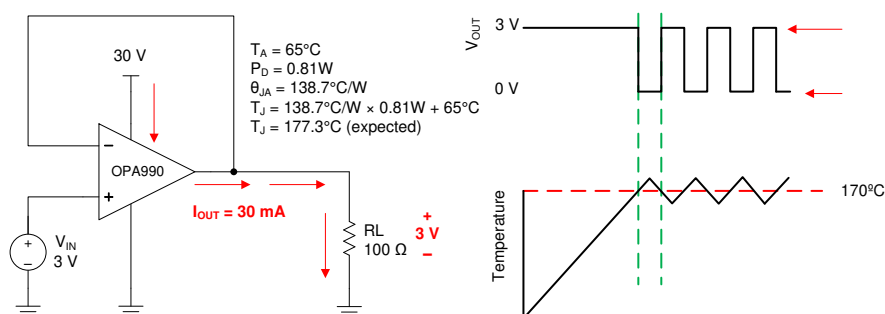 30 V
–
+
OPA990
V_IN
3 V
+
–
I_OUT = 30 mA
RL
100 Ω
+
3 V
–
T_A = 65°C
P_D = 0.81W
θ_JA = 138.7°C/W
T_J = 138.7°C/W × 0.81W + 65°C
T_J = 177.3°C (expected)
V_OUT
3 V
0 V
Temperature
170ºC